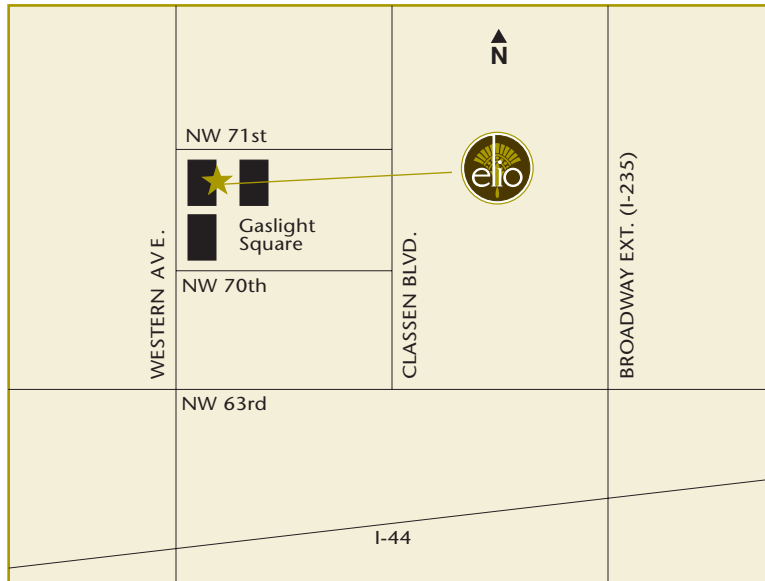 N
NW 71st
elio
Gaslight
Square
WESTERN AVE.
CLASSEN BLVD.
BROADWAY EXT. (I-235)
NW 70th
NW 63rd
I-44